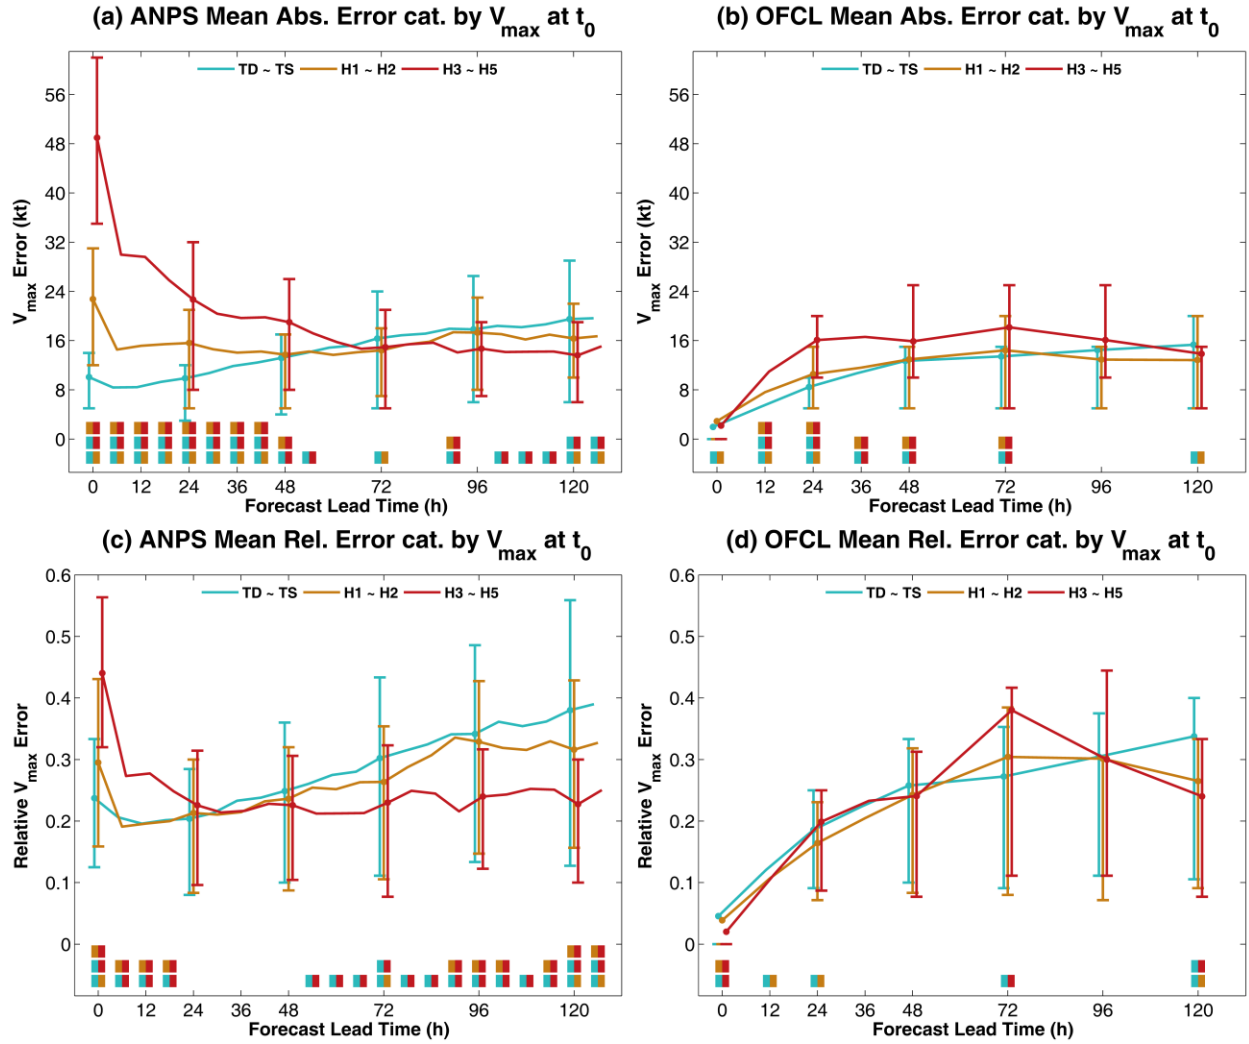 (a) ANPS Mean Abs. Error cat. by Vmax at t0
TD ~ TS H1 ~ H2 H3 ~ H5
56
48
40
32
24
16
8
0
Vmax Error (kt)
0 12 24 36 48 72 96 120
Forecast Lead Time (h)
(b) OFCL Mean Abs. Error cat. by Vmax at t0
TD ~ TS H1 ~ H2 H3 ~ H5
56
48
40
32
24
16
8
0
Vmax Error (kt)
0 12 24 36 48 72 96 120
Forecast Lead Time (h)
(c) ANPS Mean Rel. Error cat. by Vmax at t0
TD ~ TS H1 ~ H2 H3 ~ H5
0.6
0.5
0.4
0.3
0.2
0.1
0
Relative Vmax Error
0 12 24 36 48 72 96 120
Forecast Lead Time (h)
(d) OFCL Mean Rel. Error cat. by Vmax at t0
TD ~ TS H1 ~ H2 H3 ~ H5
0.6
0.5
0.4
0.3
0.2
0.1
0
Relative Vmax Error
0 12 24 36 48 72 96 120
Forecast Lead Time (h)